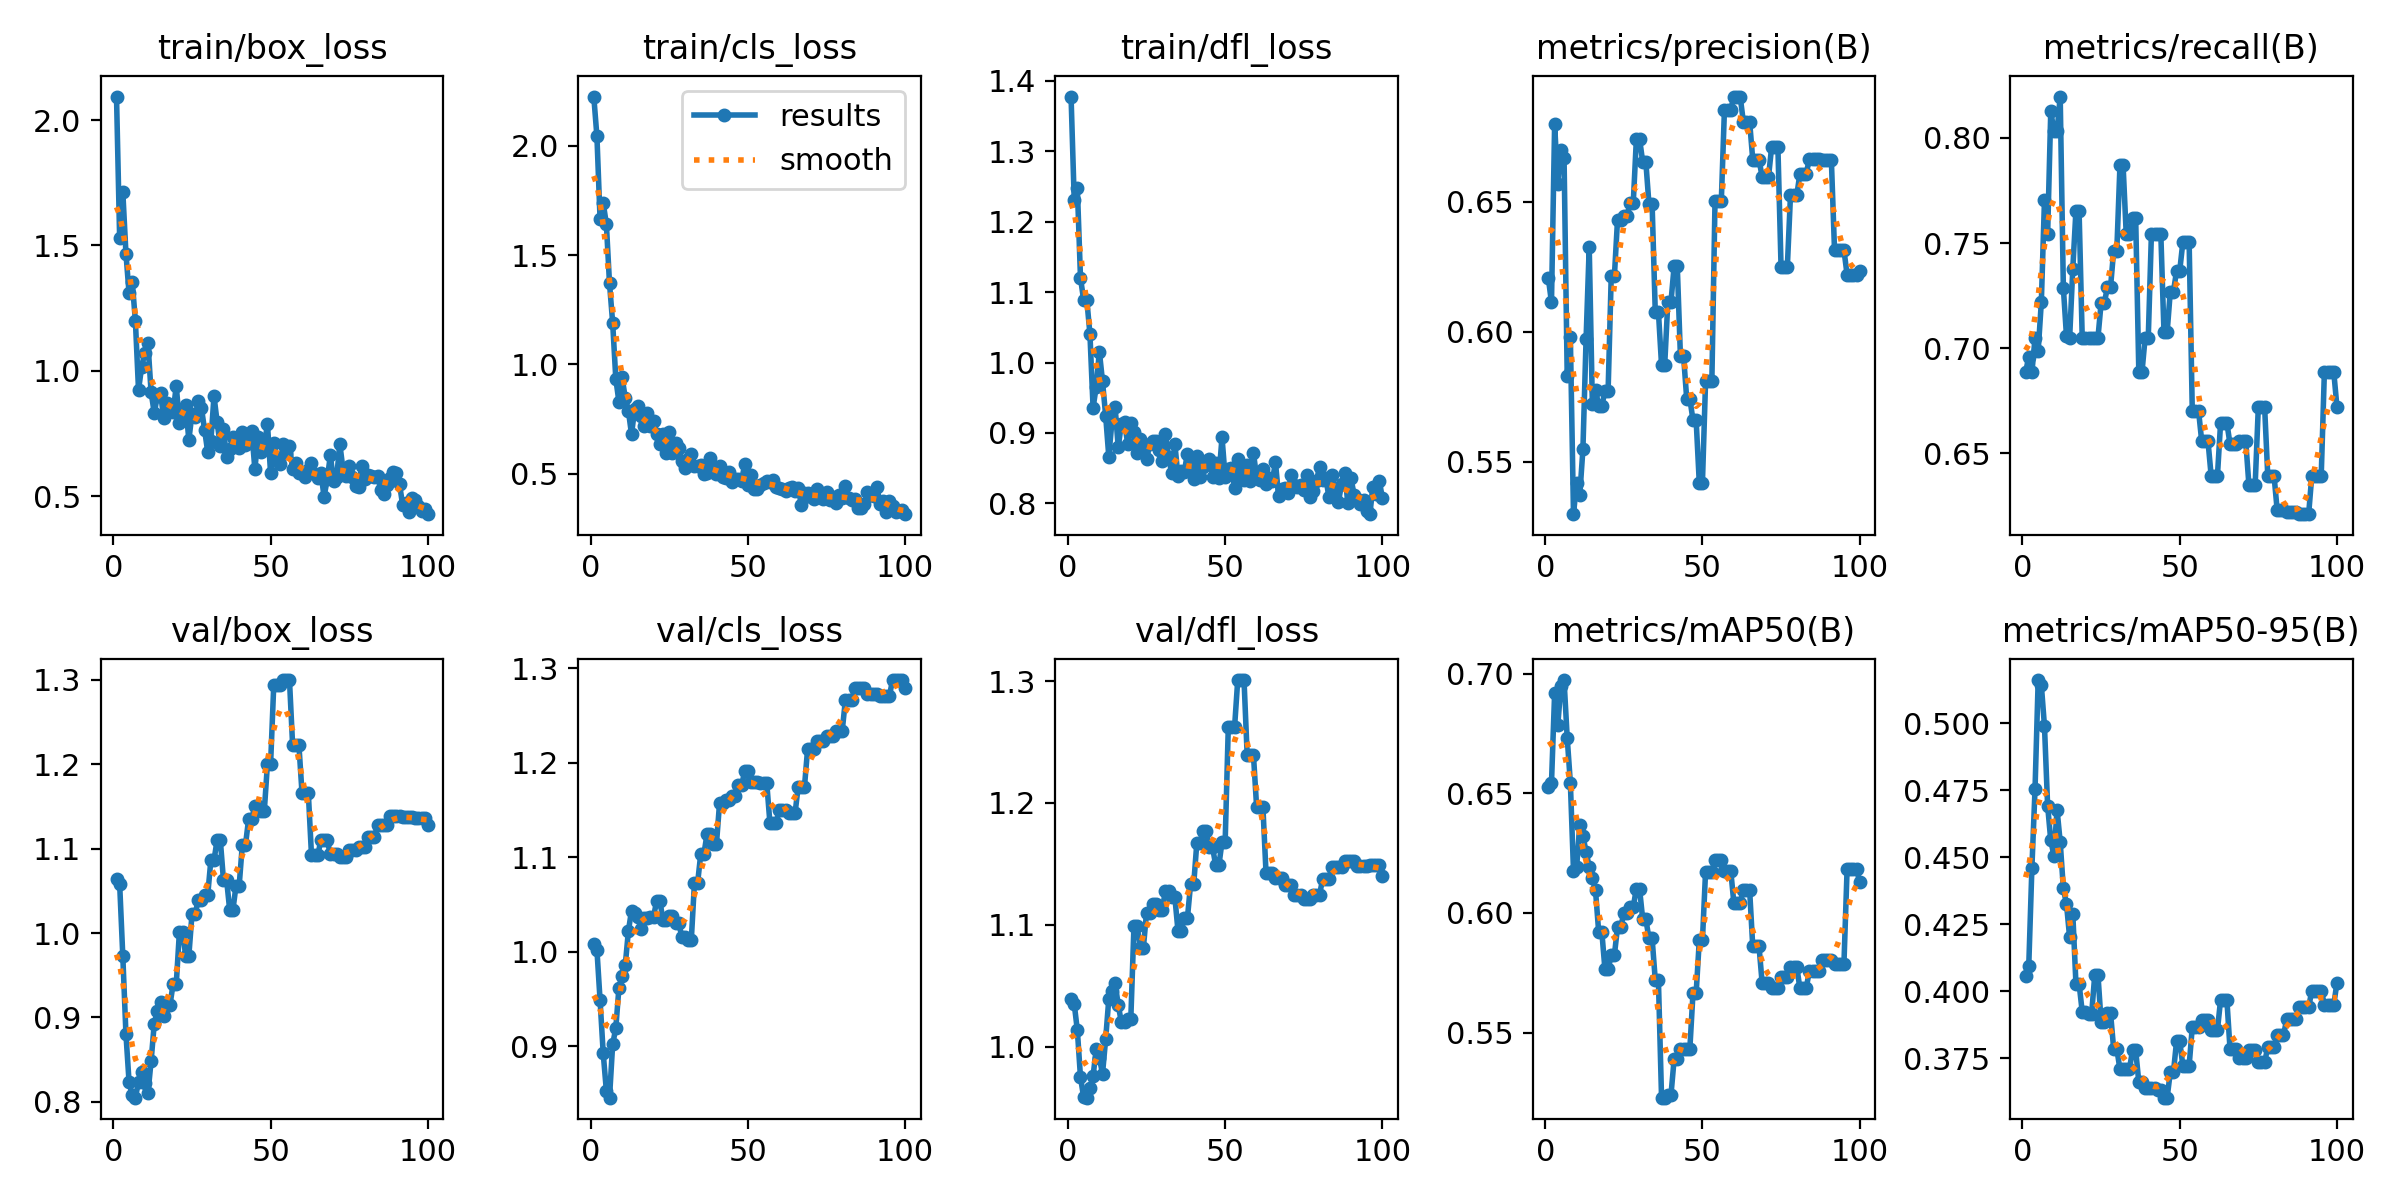 train/box_loss
2.0
1.5
1.0
0.5
0 50 100
train/cls_loss
results
smooth
2.0
1.5
1.0
0.5
0 50 100
train/dfl_loss
1.4
1.3
1.2
1.1
1.0
0.9
0.8
0 50 100
metrics/precision(B)
0.65
0.60
0.55
0 50 100
metrics/recall(B)
0.80
0.75
0.70
0.65
0 50 100
val/box_loss
1.3
1.2
1.1
1.0
0.9
0.8
0 50 100
val/cls_loss
1.3
1.2
1.1
1.0
0.9
0 50 100
val/dfl_loss
1.3
1.2
1.1
1.0
0 50 100
metrics/mAP50(B)
0.70
0.65
0.60
0.55
0 50 100
metrics/mAP50-95(B)
0.500
0.475
0.450
0.425
0.400
0.375
0 50 100